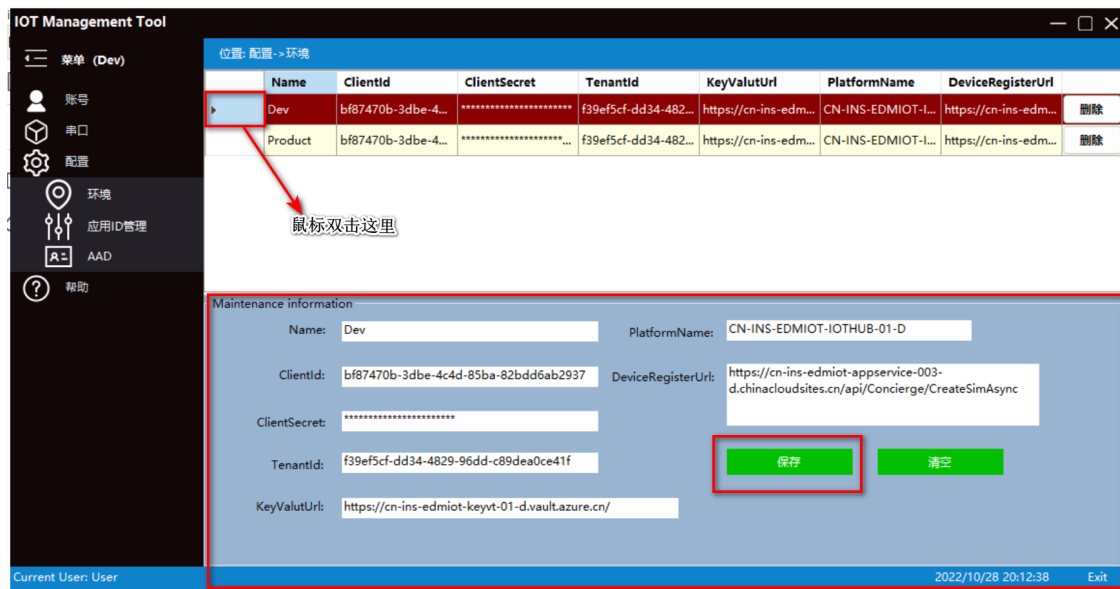 IOT Management Tool
菜单 (Dev)
位置: 配置->环境
账号
串口
配置
环境
应用ID管理
AAD
帮助
Name ClientId ClientSecret TenantId KeyValutUrl PlatformName DeviceRegisterUrl
Dev bf87470b-3dbe-4... *********************** f39ef5cf-dd34-482... https://cn-ins-edm... CN-INS-EDMIOT-I... https://cn-ins-edm... 删除
Product bf87470b-3dbe-4... *********************... f39ef5cf-dd34-482... https://cn-ins-edm... CN-INS-EDMIOT-I... https://cn-ins-edm... 删除
鼠标双击这里
Maintenance information
Name: Dev
ClientId: bf87470b-3dbe-4c4d-85ba-82bdd6ab2937
ClientSecret: ***********************
TenantId: f39ef5cf-dd34-4829-96dd-c89dea0ce41f
KeyValutUrl: https://cn-ins-edmiot-keyvt-01-d.vault.azure.cn/
PlatformName: CN-INS-EDMIOT-IOTHUB-01-D
DeviceRegisterUrl: https://cn-ins-edmiot-appservice-003-
d.chinacloudsites.cn/api/Concierge/CreateSimAsync
保存 清空
Current User: User 2022/10/28 20:12:38 Exit